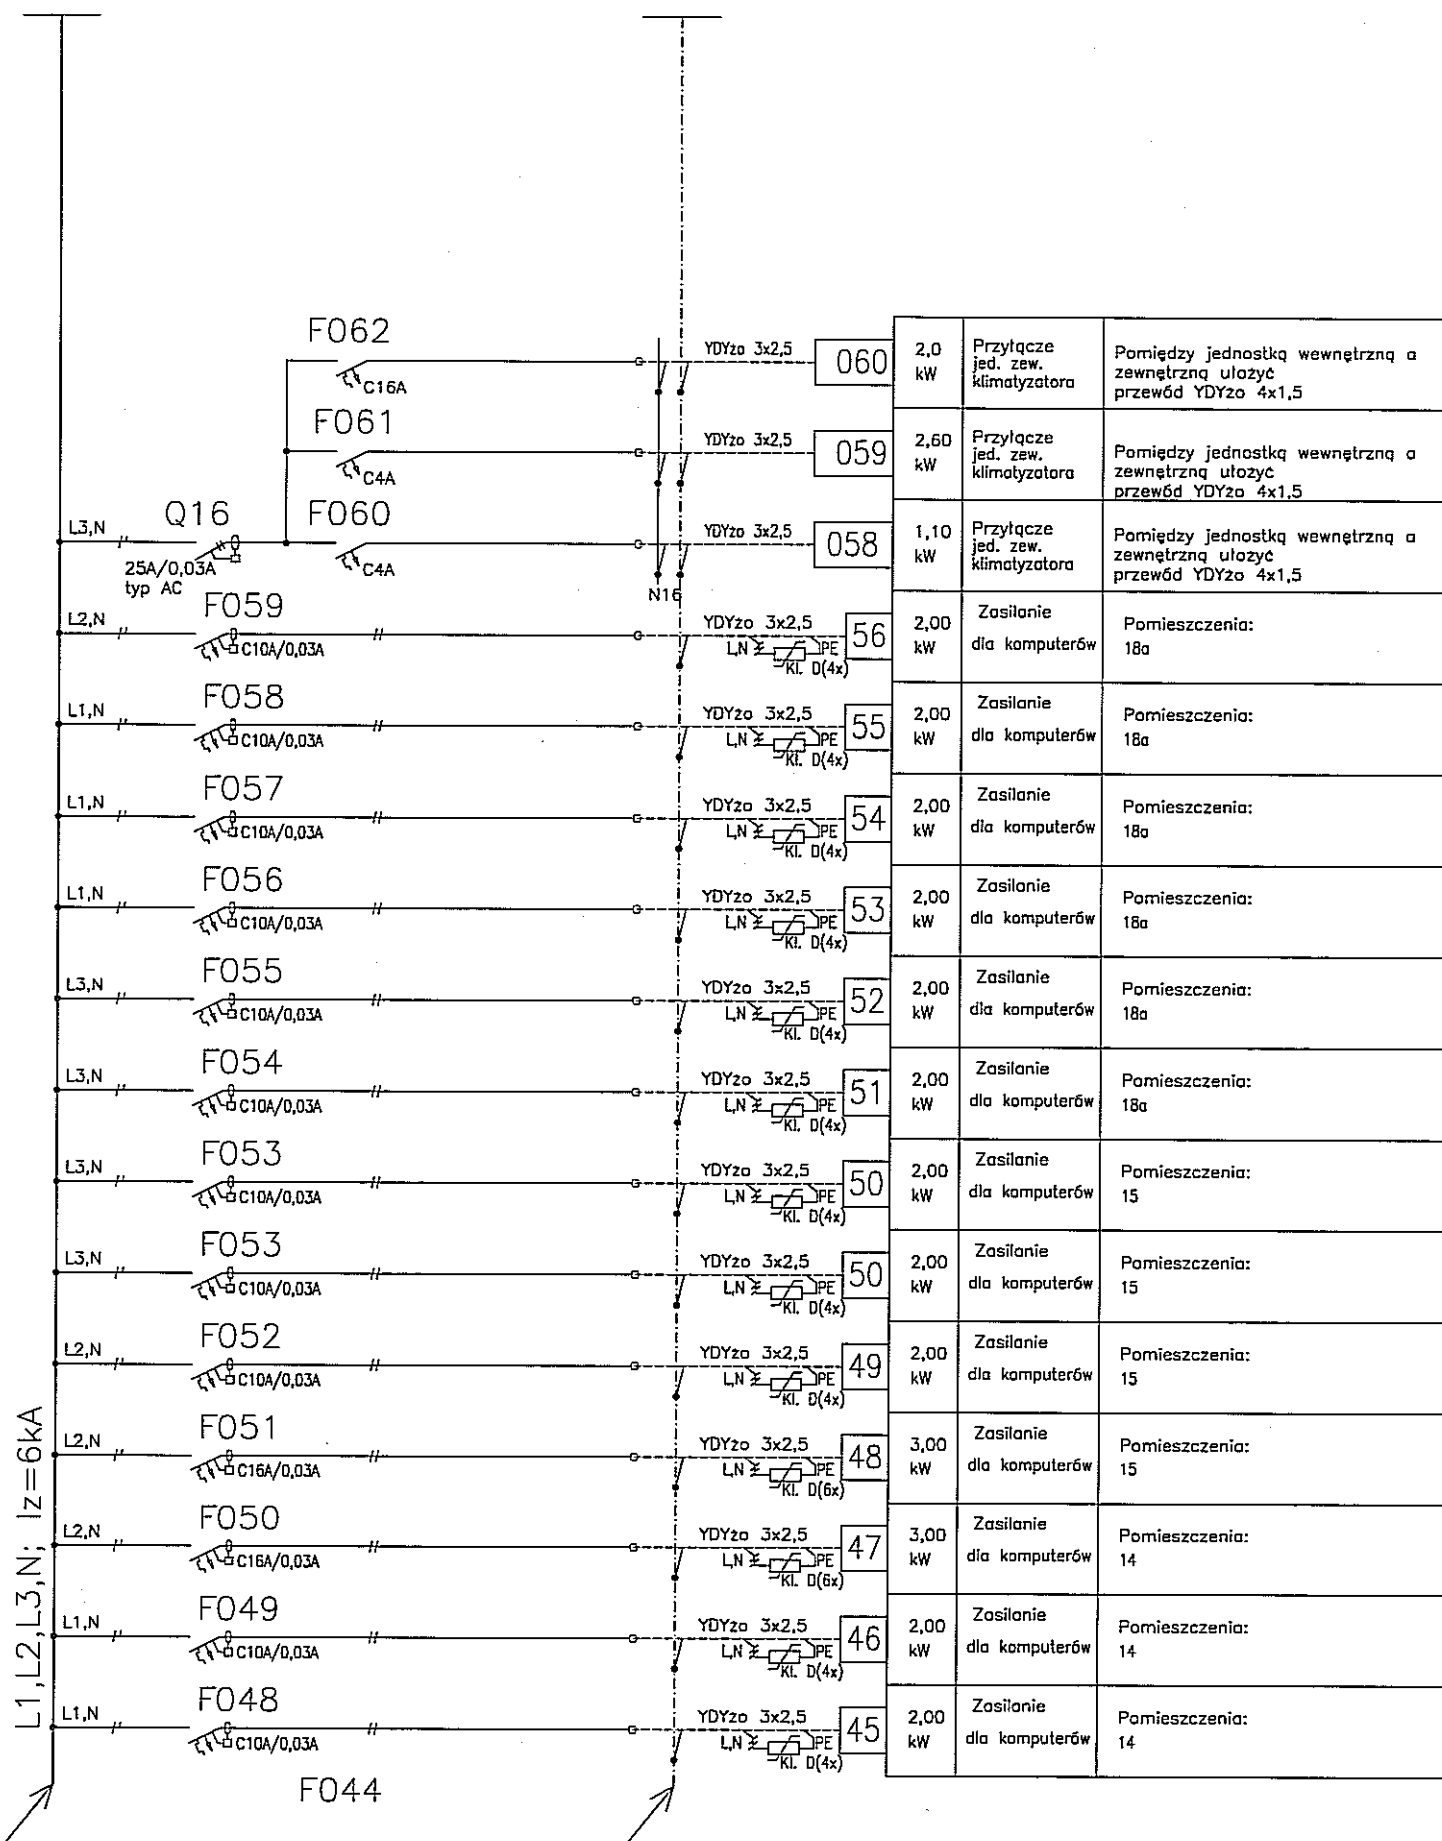 F062
C16A
YDYżo 3x2,5
060
2,0
kW
Przyłącze
jed. zew.
klimatyzatora
Pomiędzy jednostką wewnętrzną a
zewnętrzną ułożyć
przewód YDYżo 4x1,5
F061
C4A
YDYżo 3x2,5
059
2,60
kW
Przyłącze
jed. zew.
klimatyzatora
Pomiędzy jednostką wewnętrzną a
zewnętrzną ułożyć
przewód YDYżo 4x1,5
L3,N
Q16
25A/0,03A
typ AC
F060
C4A
N16
YDYżo 3x2,5
058
1,10
kW
Przyłącze
jed. zew.
klimatyzatora
Pomiędzy jednostką wewnętrzną a
zewnętrzną ułożyć
przewód YDYżo 4x1,5
L2,N
F059
C10A/0,03A
YDYżo 3x2,5
L,N PE
Kl. D(4x)
56
2,00
kW
Zasilanie
dla komputerów
Pomieszczenia:
18a
L1,N
F058
C10A/0,03A
YDYżo 3x2,5
L,N PE
Kl. D(4x)
55
2,00
kW
Zasilanie
dla komputerów
Pomieszczenia:
18a
L1,N
F057
C10A/0,03A
YDYżo 3x2,5
L,N PE
Kl. D(4x)
54
2,00
kW
Zasilanie
dla komputerów
Pomieszczenia:
18a
L1,N
F056
C10A/0,03A
YDYżo 3x2,5
L,N PE
Kl. D(4x)
53
2,00
kW
Zasilanie
dla komputerów
Pomieszczenia:
18a
L3,N
F055
C10A/0,03A
YDYżo 3x2,5
L,N PE
Kl. D(4x)
52
2,00
kW
Zasilanie
dla komputerów
Pomieszczenia:
18a
L3,N
F054
C10A/0,03A
YDYżo 3x2,5
L,N PE
Kl. D(4x)
51
2,00
kW
Zasilanie
dla komputerów
Pomieszczenia:
18a
L3,N
F053
C10A/0,03A
YDYżo 3x2,5
L,N PE
Kl. D(4x)
50
2,00
kW
Zasilanie
dla komputerów
Pomieszczenia:
15
L3,N
F053
C10A/0,03A
YDYżo 3x2,5
L,N PE
Kl. D(4x)
50
2,00
kW
Zasilanie
dla komputerów
Pomieszczenia:
15
L2,N
F052
C10A/0,03A
YDYżo 3x2,5
L,N PE
Kl. D(4x)
49
2,00
kW
Zasilanie
dla komputerów
Pomieszczenia:
15
L2,N
F051
C16A/0,03A
YDYżo 3x2,5
L,N PE
Kl. D(6x)
48
3,00
kW
Zasilanie
dla komputerów
Pomieszczenia:
15
L2,N
F050
C16A/0,03A
YDYżo 3x2,5
L,N PE
Kl. D(6x)
47
3,00
kW
Zasilanie
dla komputerów
Pomieszczenia:
14
L1,N
F049
C10A/0,03A
YDYżo 3x2,5
L,N PE
Kl. D(4x)
46
2,00
kW
Zasilanie
dla komputerów
Pomieszczenia:
14
L1,N
F048
C10A/0,03A
YDYżo 3x2,5
L,N PE
Kl. D(4x)
45
2,00
kW
Zasilanie
dla komputerów
Pomieszczenia:
14
F044
L1,L2,L3,N; Iz=6kA